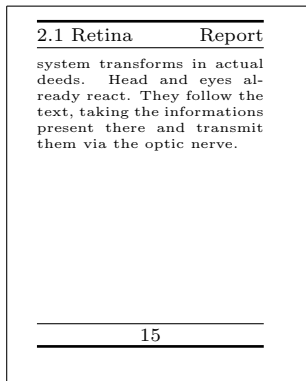 2.1 Retina Report
system transforms in actual
deeds. Head and eyes al-
ready react. They follow the
text, taking the informations
present there and transmit
them via the optic nerve.
15